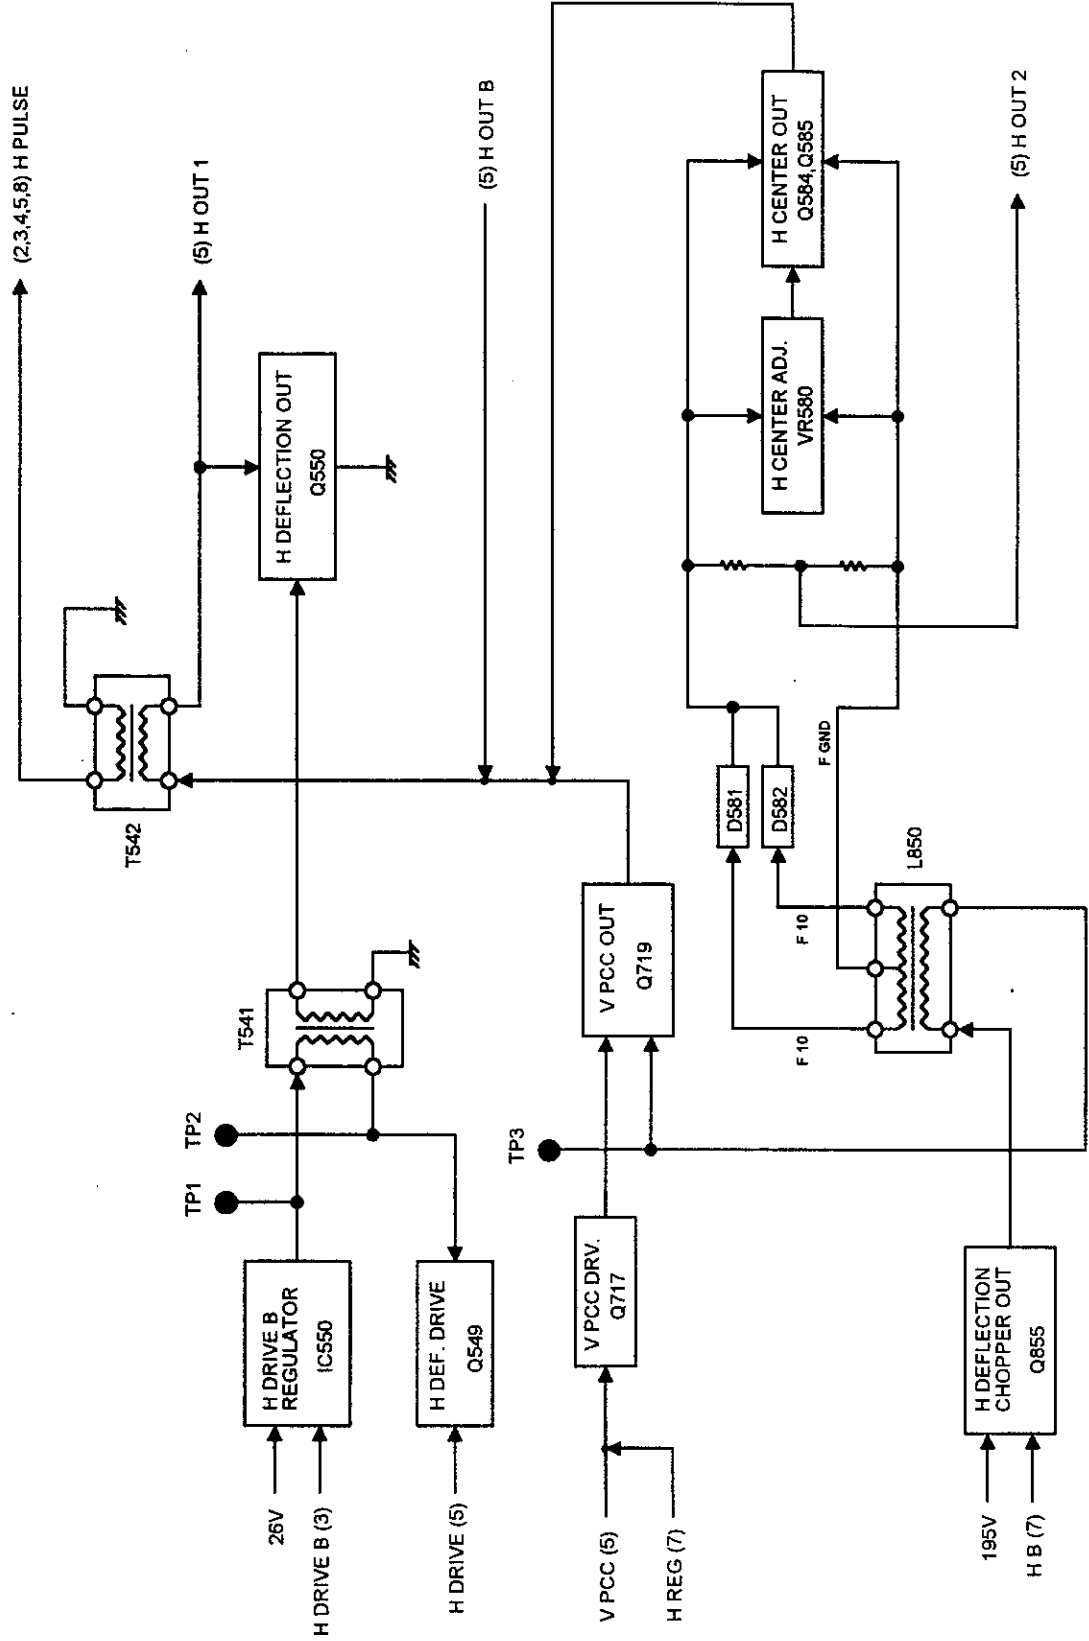 26V
H DRIVE B (3)
H DRIVE B
REGULATOR
IC550
TP1
TP2
T541
T542
(2,3,4,5,8) H PULSE
(5) H OUT 1
H DEFLECTION OUT
Q550
H DRIVE (5)
H DEF. DRIVE
Q549
(5) H OUT B
V PCC (5)
H REG (7)
V PCC DRV.
Q717
TP3
V PCC OUT
Q719
F 10
F 10
D581
D582
F GND
L850
H CENTER ADJ.
VR580
H CENTER OUT
Q584,Q585
(5) H OUT 2
195V
H B (7)
H DEFLECTION
CHOPPER OUT
Q855